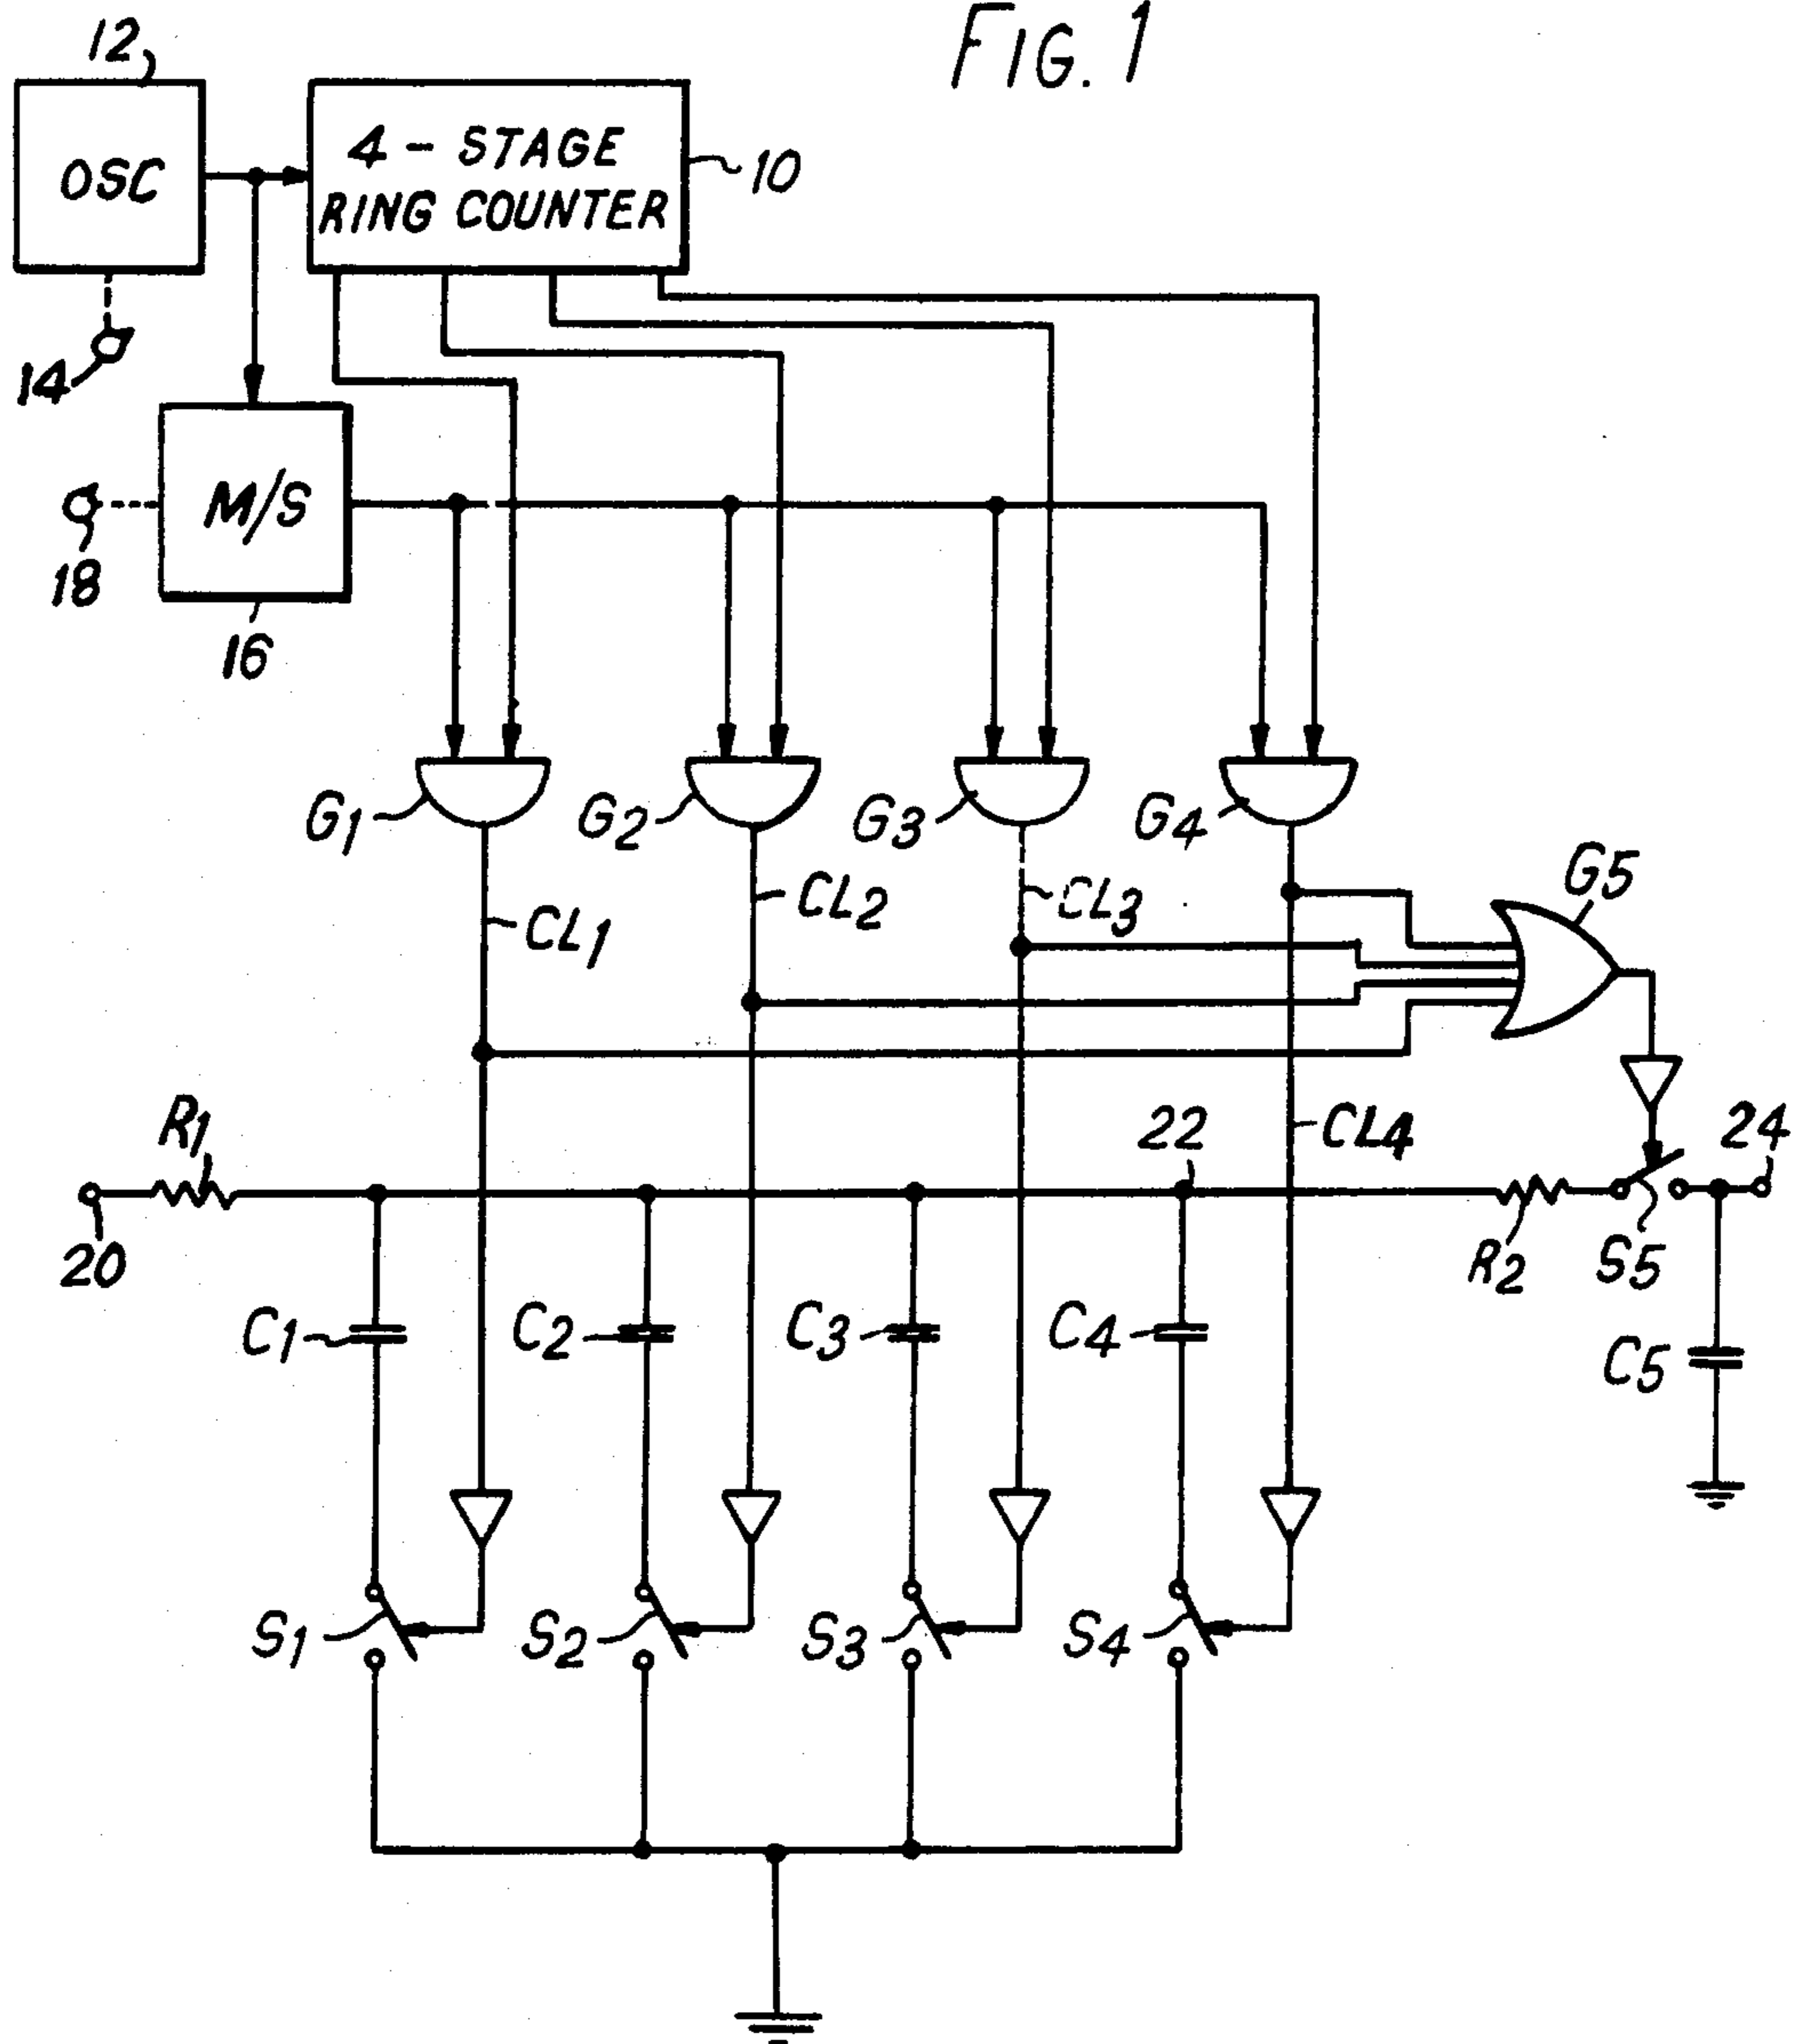 FIG. 1
12
OSC
4 - STAGE
RING COUNTER
10
14
M/S
18
16
G1
G2
G3
G4
CL1
CL2
CL3
G5
R1
22
CL4
24
20
R2
S5
C1
C2
C3
C4
C5
S1
S2
S3
S4